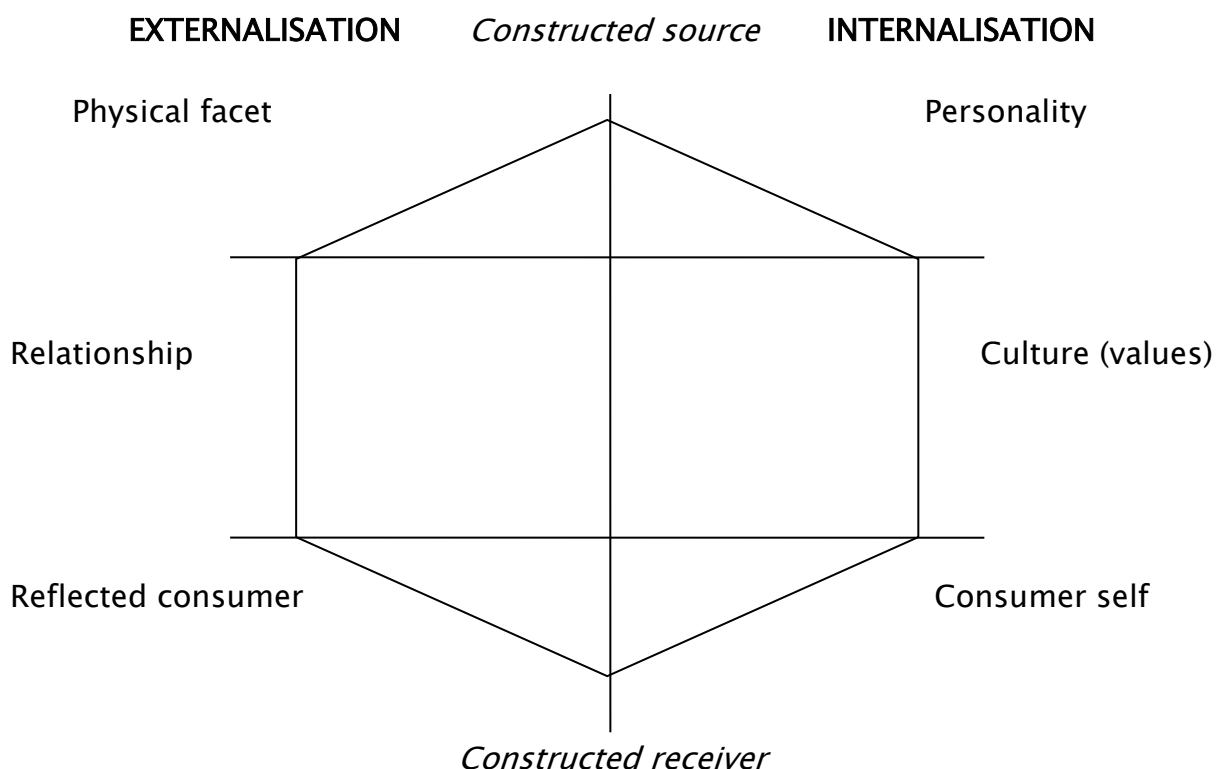 EXTERNALISATION Constructed source INTERNALISATION
Physical facet Personality
Relationship Culture (values)
Reflected consumer Consumer self
Constructed receiver